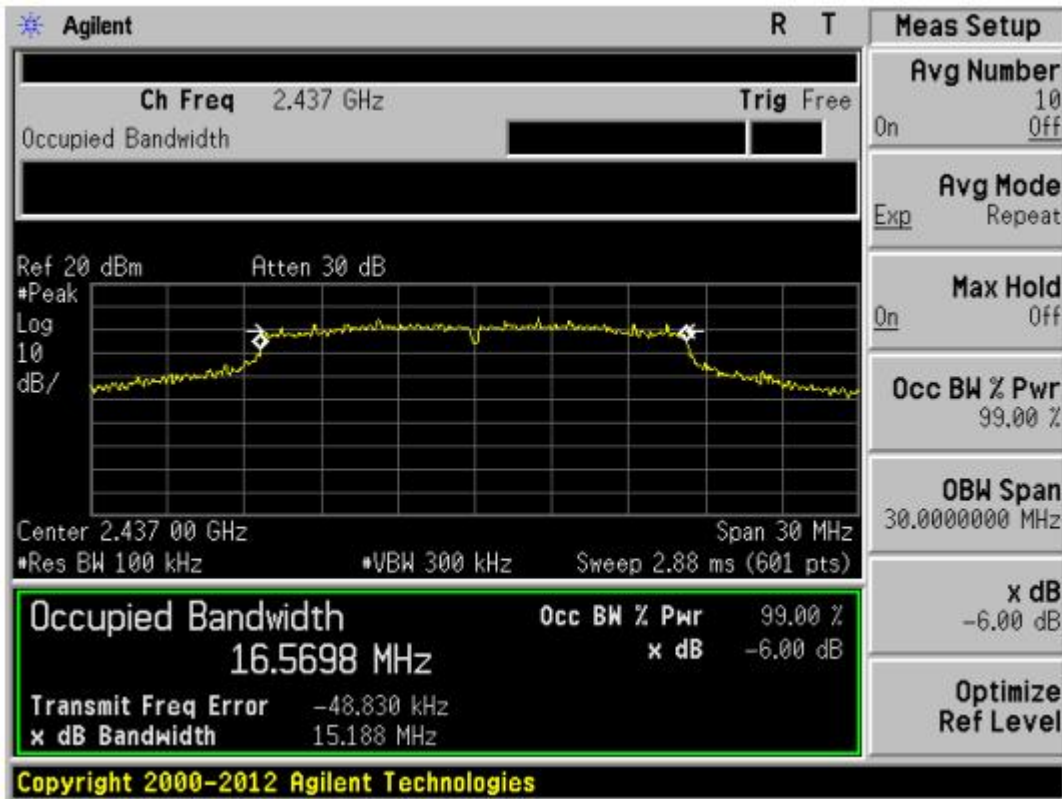 Agilent R T
Ch Freq 2.437 GHz Trig Free
Occupied Bandwidth
Ref 20 dBm Atten 30 dB
#Peak
Log
10
dB/
Center 2.437 00 GHz Span 30 MHz
#Res BW 100 kHz #VBW 300 kHz Sweep 2.88 ms (601 pts)
Occupied Bandwidth Occ BW % Pwr 99.00 %
16.5698 MHz x dB -6.00 dB
Transmit Freq Error -48.830 kHz
x dB Bandwidth 15.188 MHz
Copyright 2000-2012 Agilent Technologies
Meas Setup
Avg Number
10
On Off
Avg Mode
Exp Repeat
Max Hold
On Off
Occ BW % Pwr
99.00 %
OBW Span
30.0000000 MHz
x dB
-6.00 dB
Optimize
Ref Level